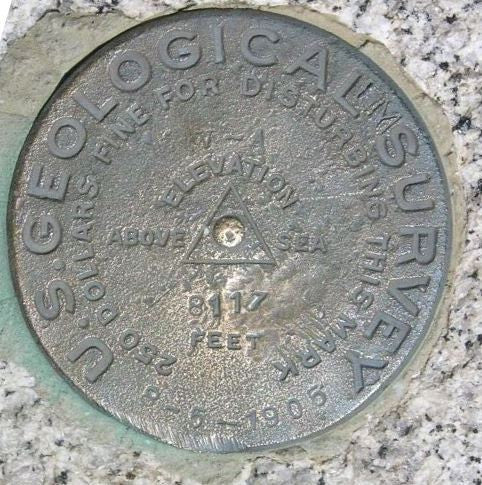 U.S. GEOLOGICAL SURVEY
250 DOLLARS FINE FOR DISTURBING THIS MARK
ELEVATION
ABOVE SEA
8117
FEET
8-5-1905